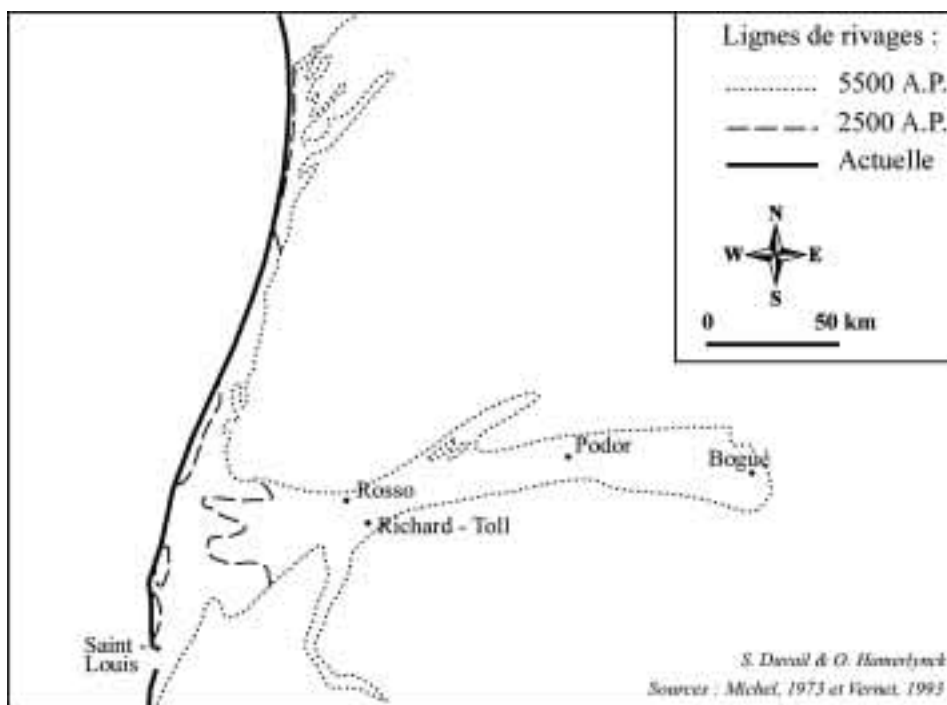 Lignes de rivages :
5500 A.P.
2500 A.P.
Actuelle
N
W E
S
0 50 km
Podor
Bogué
Rosso
Richard - Toll
Saint -
Louis
S. Duvail & O. Hamerlynck
Sources : Michel, 1973 et Vernet, 1993